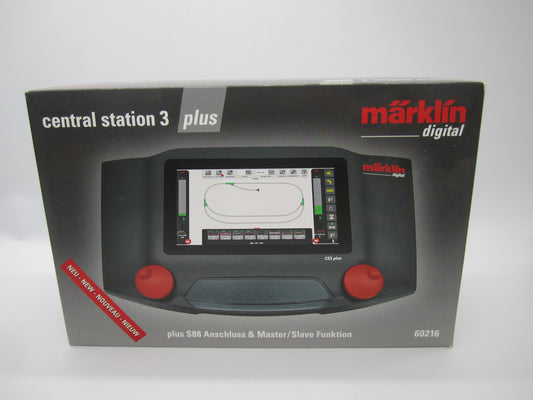 central station 3 plus
märklin
digital
märklin
digital
CS3 plus
STOP
NEU - NEW - NOUVEAU - NIEUW
plus S88 Anschluss & Master/Slave Funktion
60216